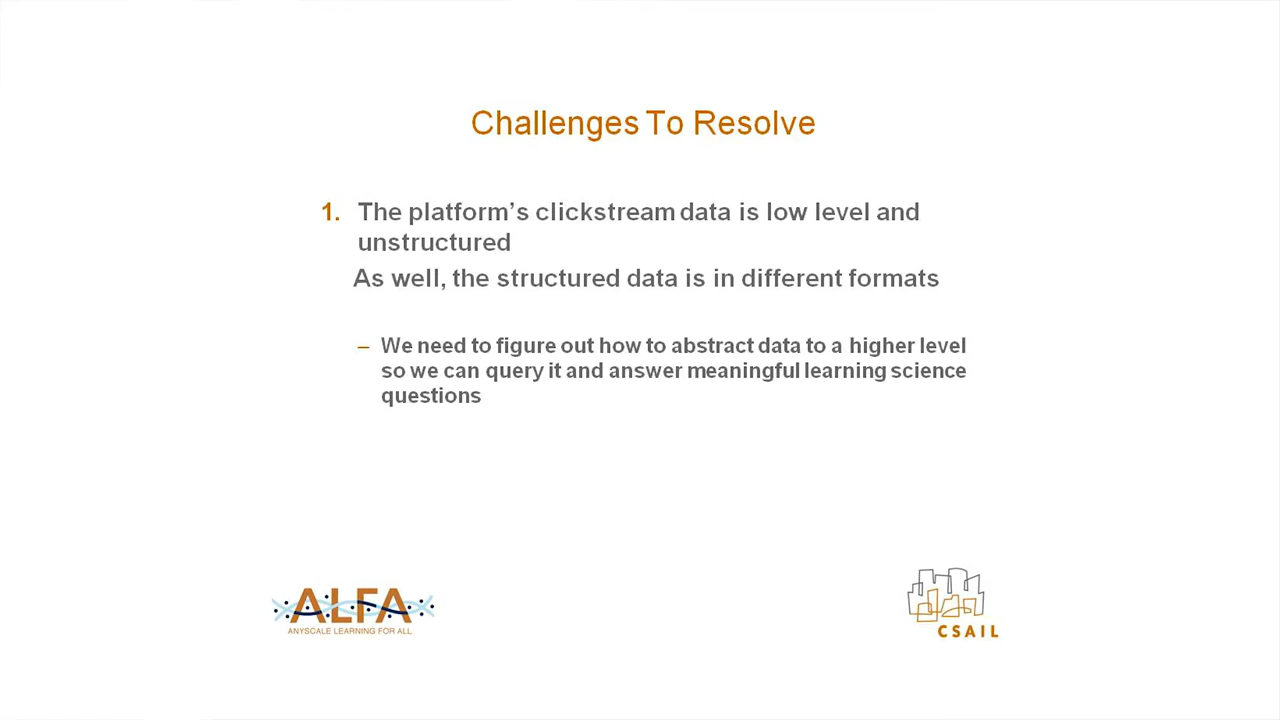 Challenges To Resolve
1. The platform’s clickstream data is low level and
unstructured
As well, the structured data is in different formats
– We need to figure out how to abstract data to a higher level
so we can query it and answer meaningful learning science
questions
ALFA
ANYSCALE LEARNING FOR ALL
CSAIL